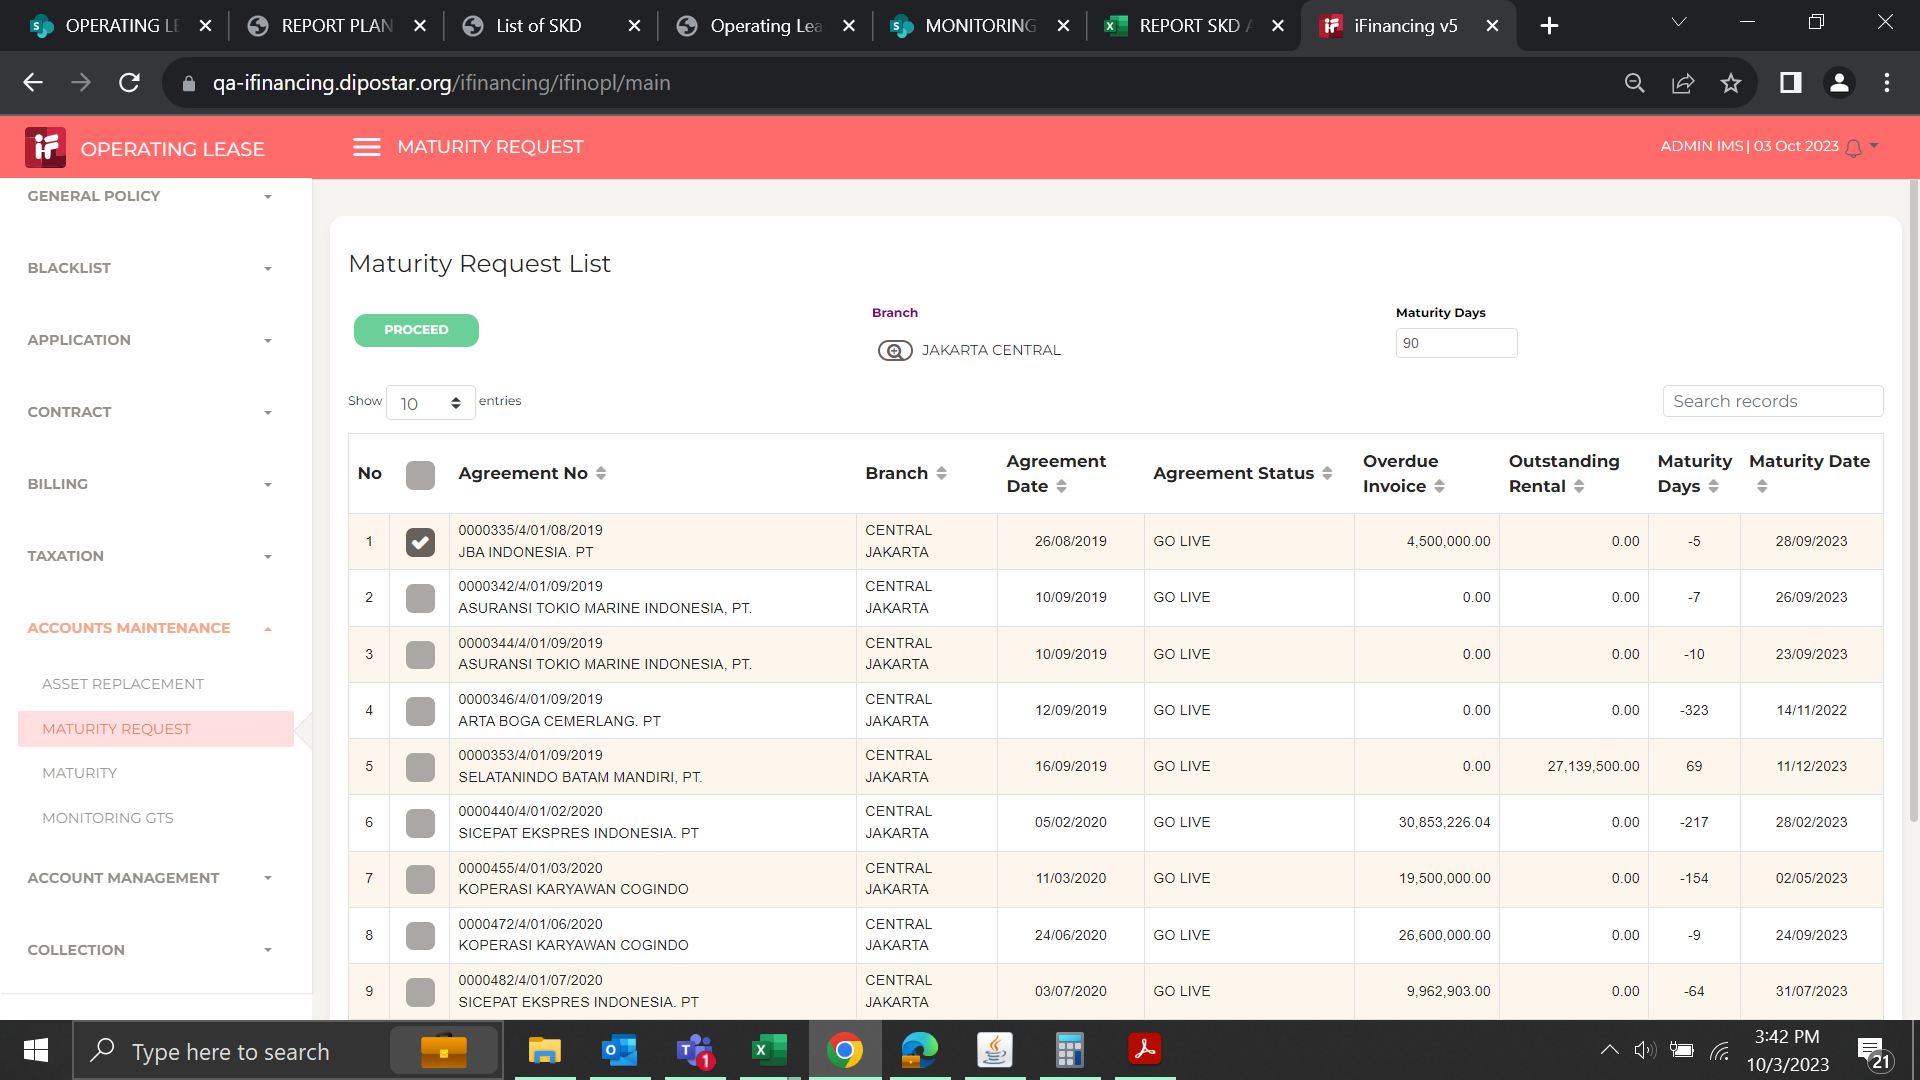 OPERATING LE
REPORT PLAN
List of SKD
Operating Lea
MONITORING
REPORT SKD A
iFinancing v5
qa-ifinancing.dipostar.org/ifinancing/ifinopl/main
iF
OPERATING LEASE
MATURITY REQUEST
ADMIN IMS | 03 Oct 2023
GENERAL POLICY
BLACKLIST
APPLICATION
CONTRACT
BILLING
TAXATION
ACCOUNTS MAINTENANCE
ASSET REPLACEMENT
MATURITY REQUEST
MATURITY
MONITORING GTS
ACCOUNT MANAGEMENT
COLLECTION
Maturity Request List
PROCEED
Branch
JAKARTA CENTRAL
Maturity Days
90
Show 10 entries
Search records
No Agreement No Branch Agreement Date Agreement Status Overdue Invoice Outstanding Rental Maturity Days Maturity Date
1 0000335/4/01/08/2019 JBA INDONESIA. PT CENTRAL JAKARTA 26/08/2019 GO LIVE 4,500,000.00 0.00 -5 28/09/2023
2 0000342/4/01/09/2019 ASURANSI TOKIO MARINE INDONESIA, PT. CENTRAL JAKARTA 10/09/2019 GO LIVE 0.00 0.00 -7 26/09/2023
3 0000344/4/01/09/2019 ASURANSI TOKIO MARINE INDONESIA, PT. CENTRAL JAKARTA 10/09/2019 GO LIVE 0.00 0.00 -10 23/09/2023
4 0000346/4/01/09/2019 ARTA BOGA CEMERLANG. PT CENTRAL JAKARTA 12/09/2019 GO LIVE 0.00 0.00 -323 14/11/2022
5 0000353/4/01/09/2019 SELATANINDO BATAM MANDIRI, PT. CENTRAL JAKARTA 16/09/2019 GO LIVE 0.00 27,139,500.00 69 11/12/2023
6 0000440/4/01/02/2020 SICEPAT EKSPRES INDONESIA. PT CENTRAL JAKARTA 05/02/2020 GO LIVE 30,853,226.04 0.00 -217 28/02/2023
7 0000455/4/01/03/2020 KOPERASI KARYAWAN COGINDO CENTRAL JAKARTA 11/03/2020 GO LIVE 19,500,000.00 0.00 -154 02/05/2023
8 0000472/4/01/06/2020 KOPERASI KARYAWAN COGINDO CENTRAL JAKARTA 24/06/2020 GO LIVE 26,600,000.00 0.00 -9 24/09/2023
9 0000482/4/01/07/2020 SICEPAT EKSPRES INDONESIA. PT CENTRAL JAKARTA 03/07/2020 GO LIVE 9,962,903.00 0.00 -64 31/07/2023
Type here to search
1
3:42 PM
10/3/2023
21